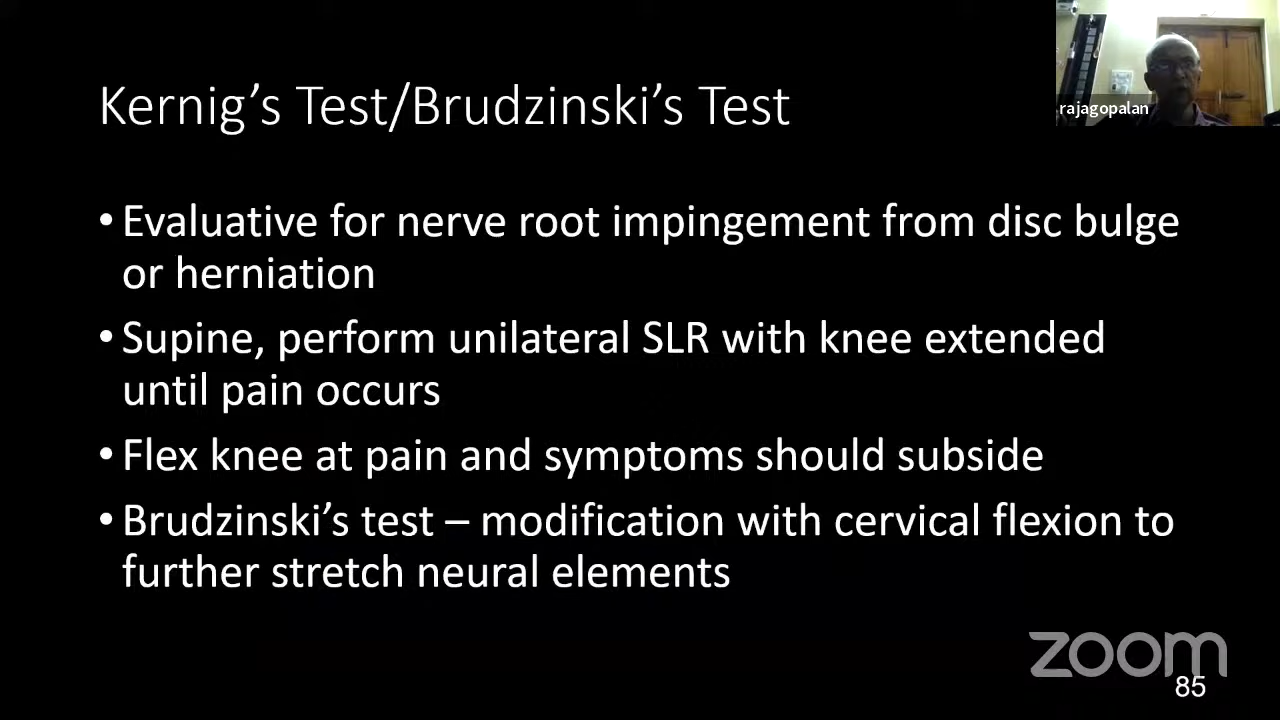 Kernig’s Test/Brudzinski’s Test
rajagopalan
• Evaluative for nerve root impingement from disc bulge
or herniation
• Supine, perform unilateral SLR with knee extended
until pain occurs
• Flex knee at pain and symptoms should subside
• Brudzinski’s test – modification with cervical flexion to
further stretch neural elements
zoom
85